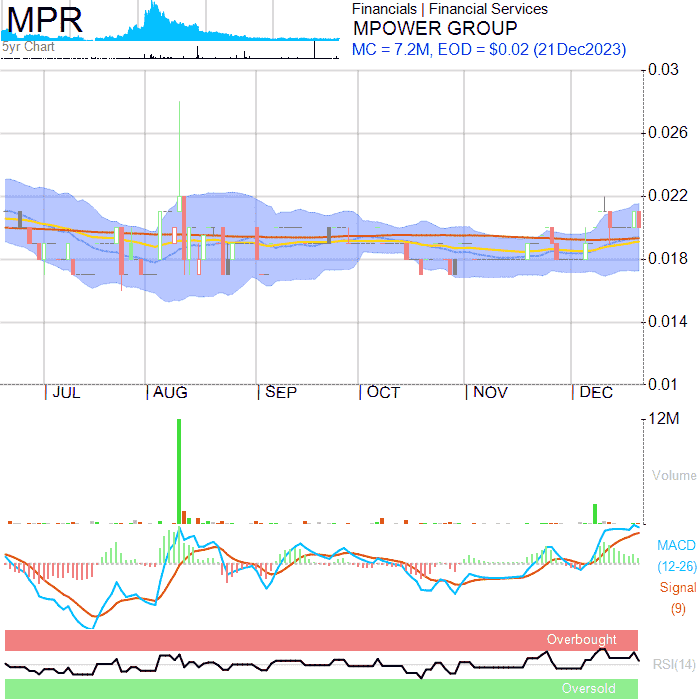 MPR
5yr Chart
Financials | Financial Services
MPOWER GROUP
MC = 7.2M, EOD = $0.02 (21Dec2023)
0.03
0.026
0.022
0.018
0.014
0.01
JUL AUG SEP OCT NOV DEC
12M
Volume
MACD
(12-26)
Signal
(9)
Overbought
RSI(14)
Oversold